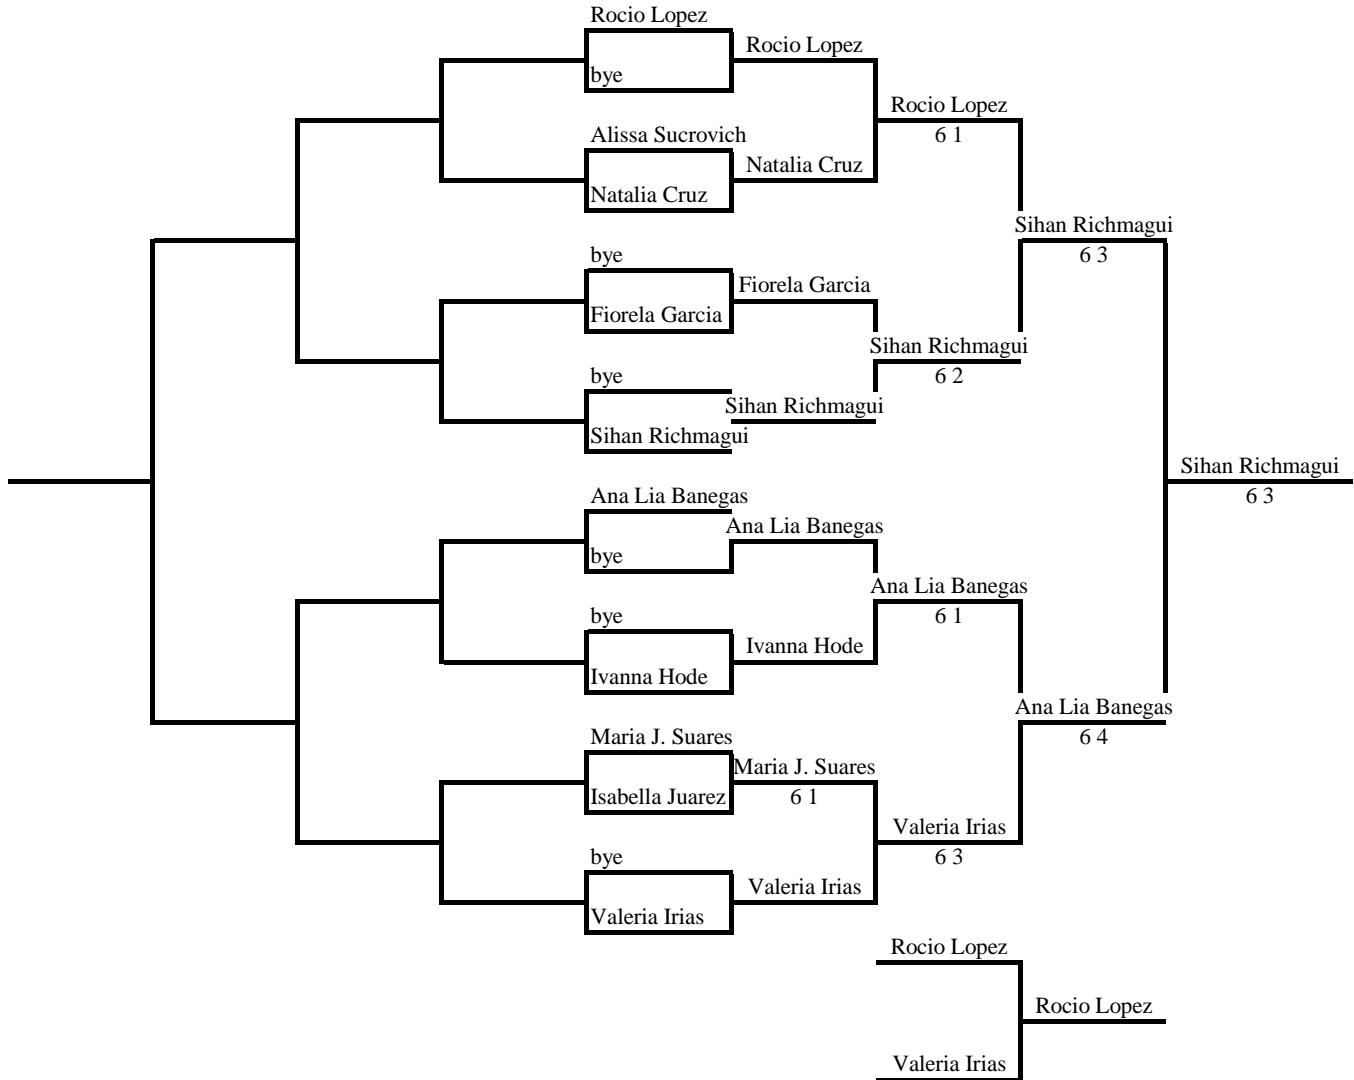 Rocio Lopez
Rocio Lopez
bye
Rocio Lopez
6 1
Alissa Sucrovich
Natalia Cruz
Natalia Cruz
Sihan Richmagui
6 3
bye
Fiorela Garcia
Fiorela Garcia
Sihan Richmagui
6 2
bye
Sihan Richmagui
Sihan Richmagui
Sihan Richmagui
6 3
Ana Lia Banegas
Ana Lia Banegas
bye
Ana Lia Banegas
6 1
bye
Ivanna Hode
Ivanna Hode
Ana Lia Banegas
6 4
Maria J. Suares
Maria J. Suares
Isabella Juarez
6 1
Valeria Irias
6 3
bye
Valeria Irias
Valeria Irias
Rocio Lopez
Rocio Lopez
Valeria Irias